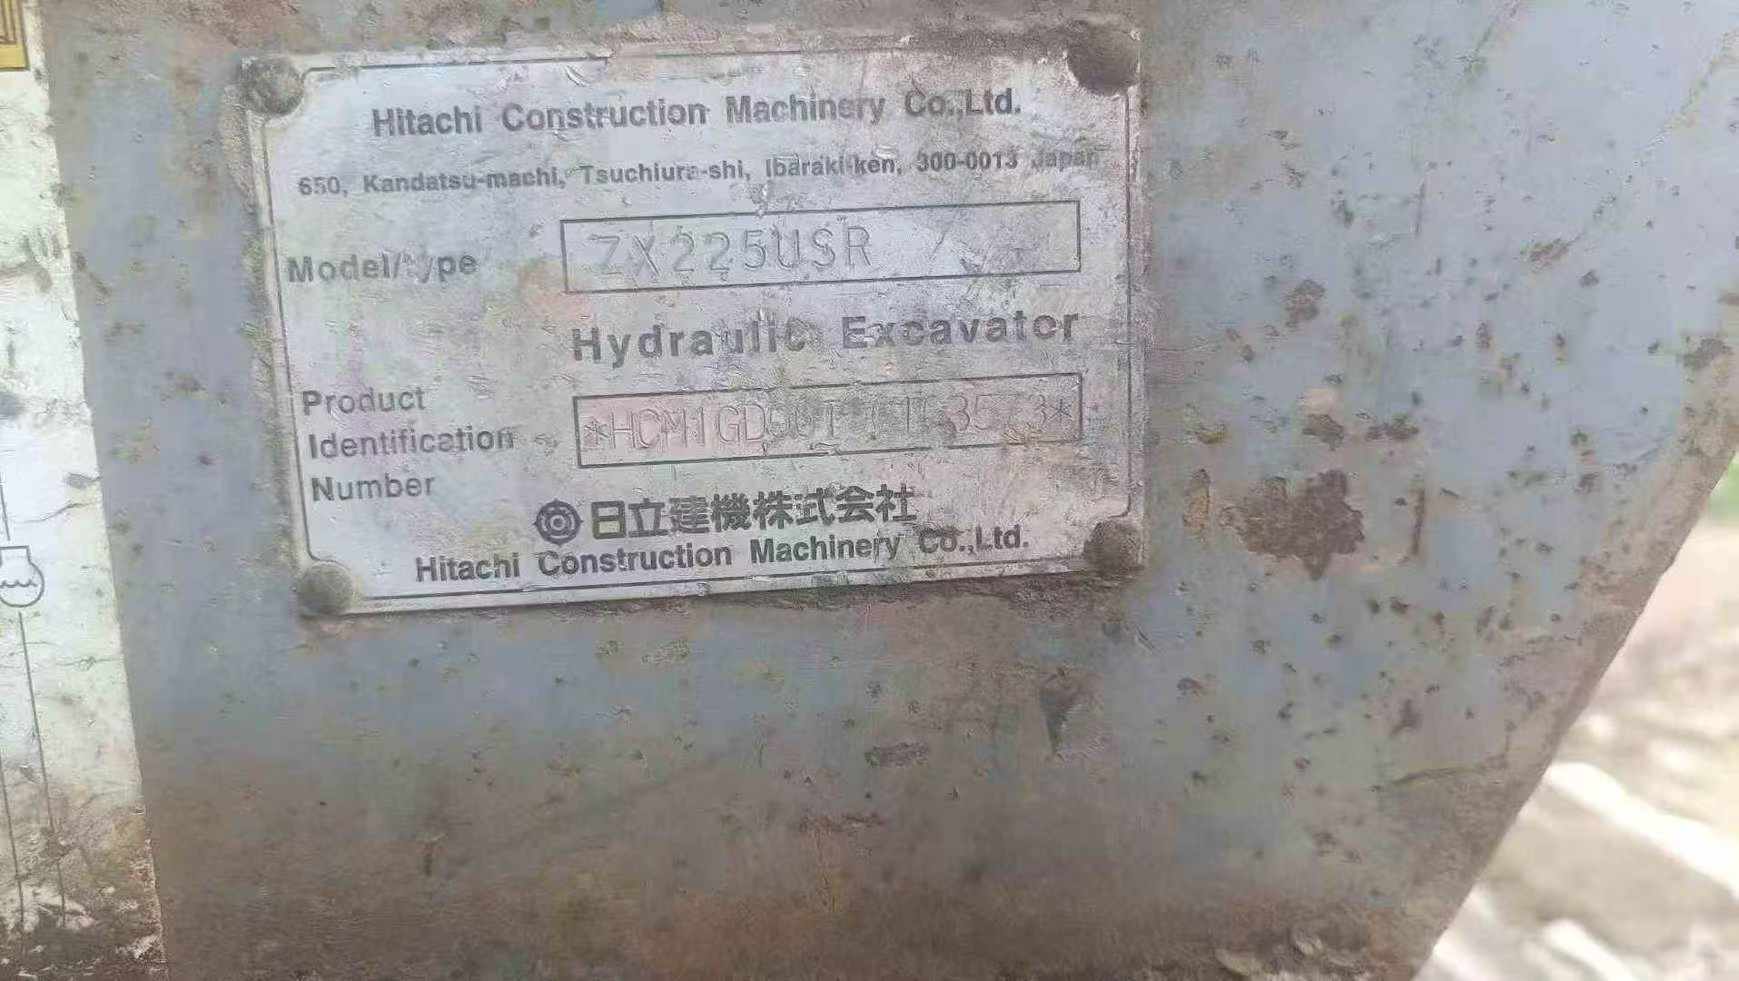 Hitachi Construction Machinery Co.,Ltd.
650, Kandatsu-machi, Tsuchiura-shi, Ibaraki-ken, 300-0013 Japan
Model/type ZX225USR
Hydraulic Excavator
Product
Identification
Number
日立建機株式会社
Hitachi Construction Machinery Co.,Ltd.